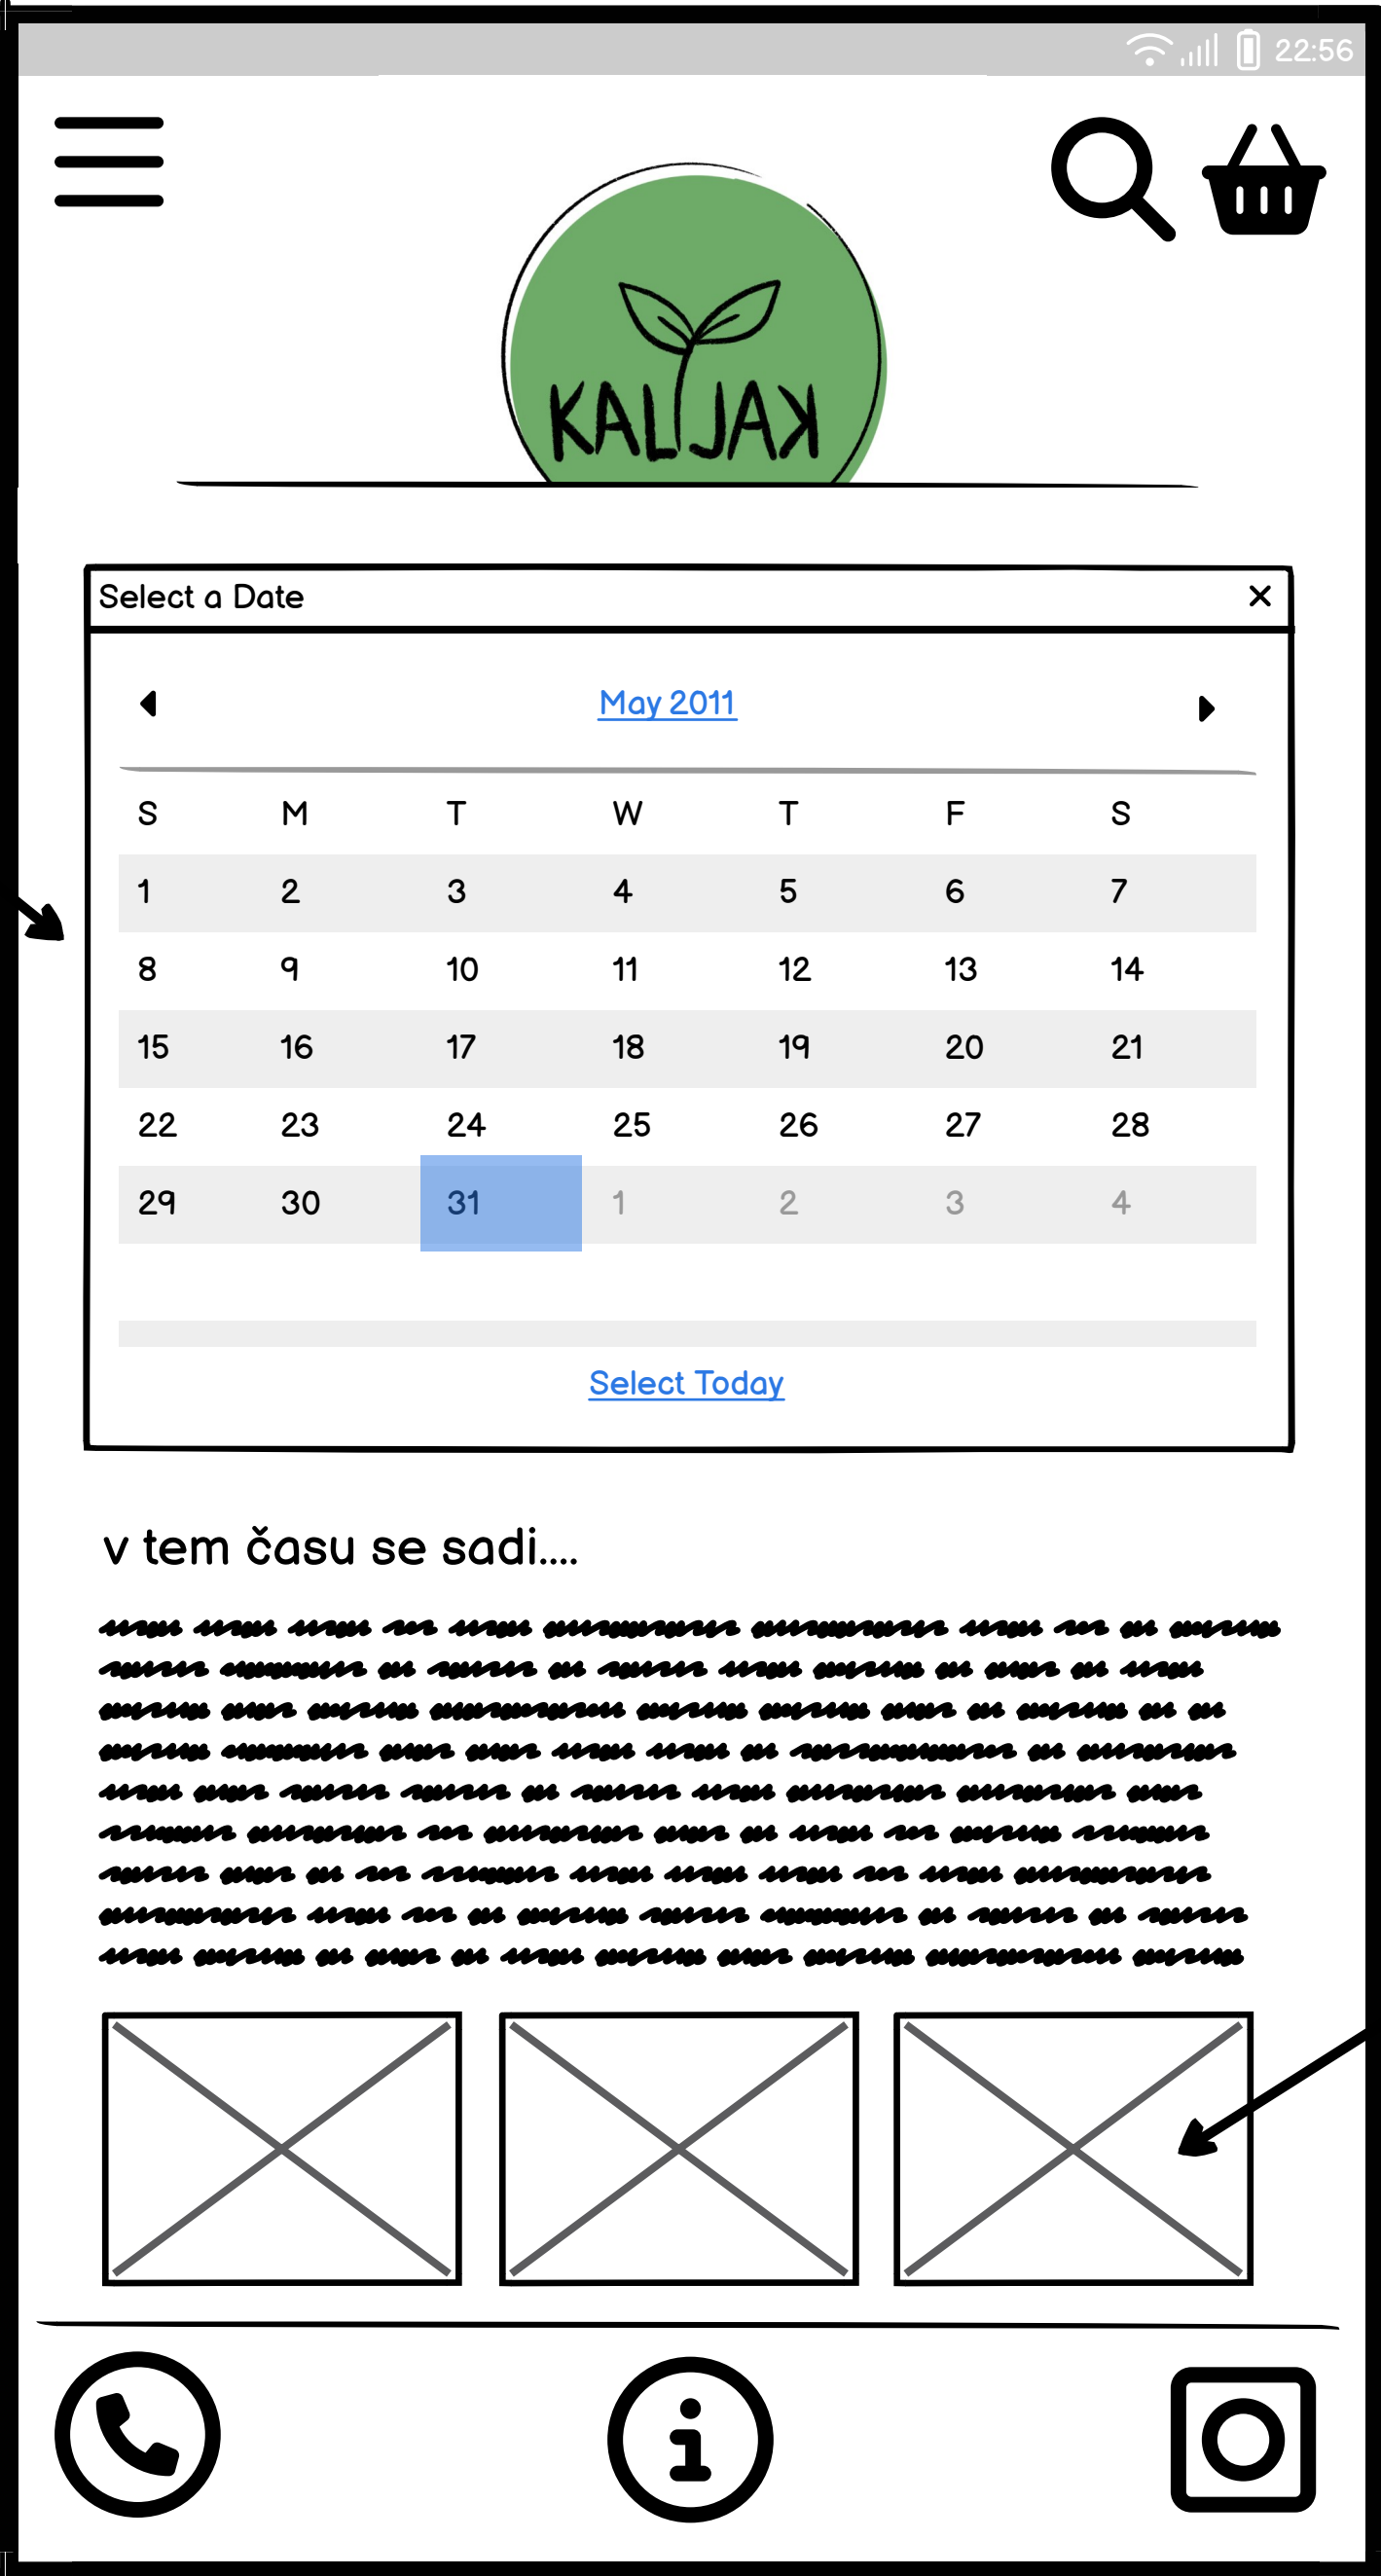 22:56
KALJAK
Select a Date
May 2011
S M T W T F S
1 2 3 4 5 6 7
8 9 10 11 12 13 14
15 16 17 18 19 20 21
22 23 24 25 26 27 28
29 30 31 1 2 3 4
Select Today
v tem času se sadi....